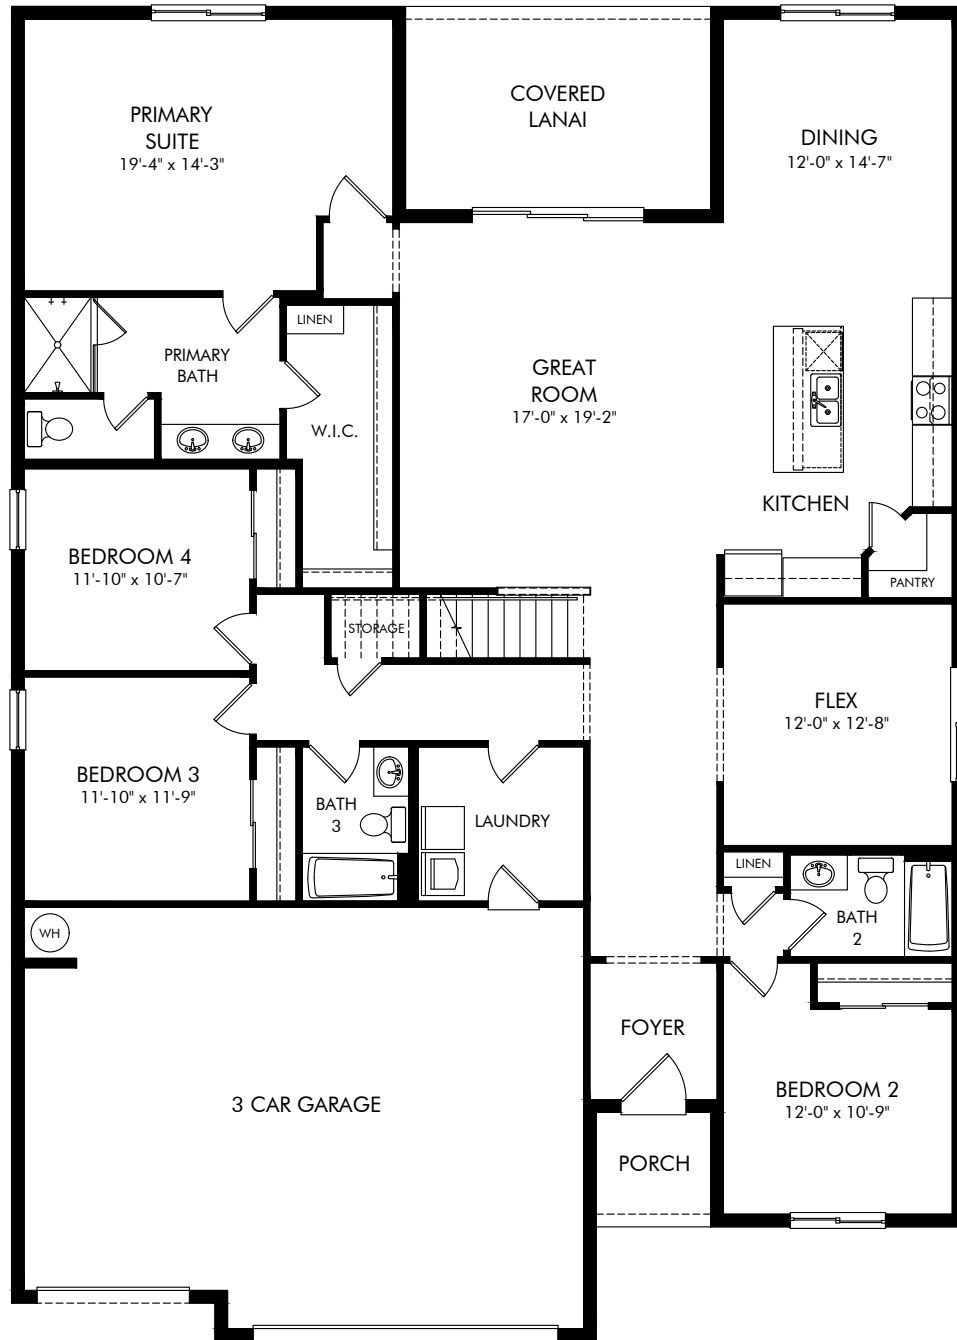 PRIMARY
SUITE
19'-4" x 14'-3"
COVERED
LANAI
DINING
12'-0" x 14'-7"
LINEN
PRIMARY
BATH
W.I.C.
GREAT
ROOM
17'-0" x 19'-2"
KITCHEN
PANTRY
BEDROOM 4
11'-10" x 10'-7"
STORAGE
FLEX
12'-0" x 12'-8"
BEDROOM 3
11'-10" x 11'-9"
BATH
3
LAUNDRY
LINEN
BATH
2
WH
FOYER
3 CAR GARAGE
BEDROOM 2
12'-0" x 10'-9"
PORCH